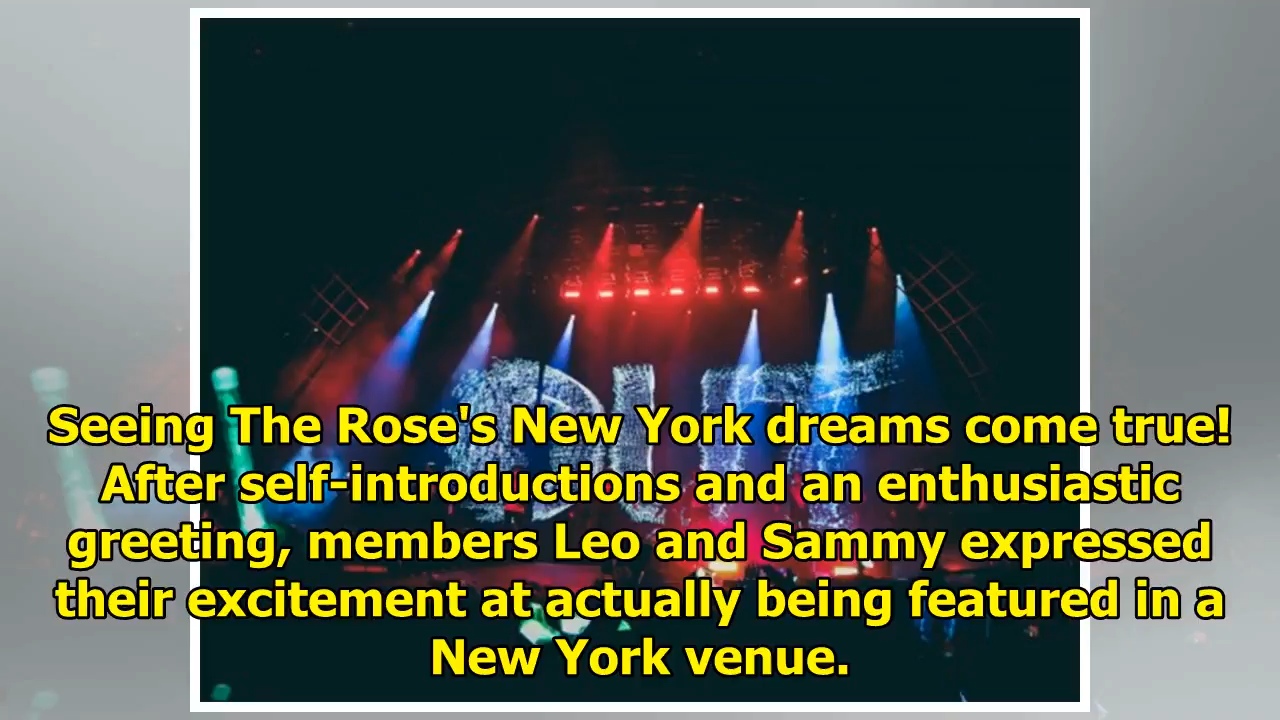 Seeing The Rose's New York dreams come true!
After self-introductions and an enthusiastic
greeting, members Leo and Sammy expressed
their excitement at actually being featured in a
New York venue.